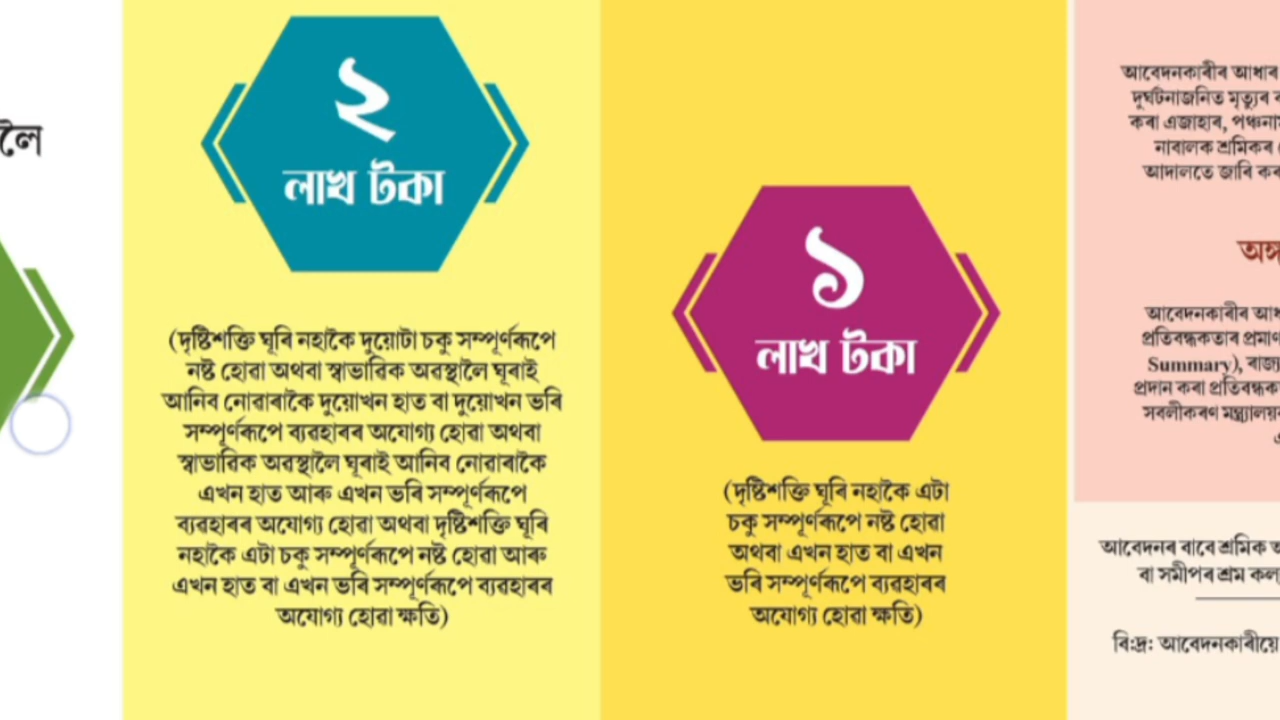 লৈ
২
লাখ টকা
(দৃষ্টিশক্তি ঘূৰি নহাকৈ দুয়োটা চকু সম্পূৰ্ণৰূপে
নষ্ট হোৱা অথবা স্বাভাৱিক অৱস্থালৈ ঘূৰাই
আনিব নোৱাৰাকৈ দুয়োখন হাত বা দুয়োখন ভৰি
সম্পূৰ্ণৰূপে ব্যৱহাৰৰ অযোগ্য হোৱা অথবা
স্বাভাৱিক অৱস্থালৈ ঘূৰাই আনিব নোৱাৰাকৈ
এখন হাত আৰু এখন ভৰি সম্পূৰ্ণৰূপে
ব্যৱহাৰৰ অযোগ্য হোৱা অথবা দৃষ্টিশক্তি ঘূৰি
নহাকৈ এটা চকু সম্পূৰ্ণৰূপে নষ্ট হোৱা আৰু
এখন হাত বা এখন ভৰি সম্পূৰ্ণৰূপে ব্যৱহাৰৰ
অযোগ্য হোৱা ক্ষতি)
১
লাখ টকা
(দৃষ্টিশক্তি ঘূৰি নহাকৈ এটা
চকু সম্পূৰ্ণৰূপে নষ্ট হোৱা
অথবা এখন হাত বা এখন
ভৰি সম্পূৰ্ণৰূপে ব্যৱহাৰৰ
অযোগ্য হোৱা ক্ষতি)
আবেদনকাৰীৰ আধাৰ
দুৰ্ঘটনাজনিত মৃত্যুৰ
কৰা এজাহাৰ, পঞ্চনাম
নাবালক শ্ৰমিকৰ
আদালতে জাৰি কৰ
অঙ্গ
আবেদনকাৰীৰ আধ
প্ৰতিবন্ধকতাৰ প্ৰমাণ
Summary), ৰাজ্য
প্ৰদান কৰা প্ৰতিবন্ধক
সবলীকৰণ মন্ত্ৰ্যালয়
আবেদনৰ বাবে শ্ৰমিক
বা সমীপৰ শ্ৰম কল্য
বি:দ্ৰ: আবেদনকাৰীয়ে